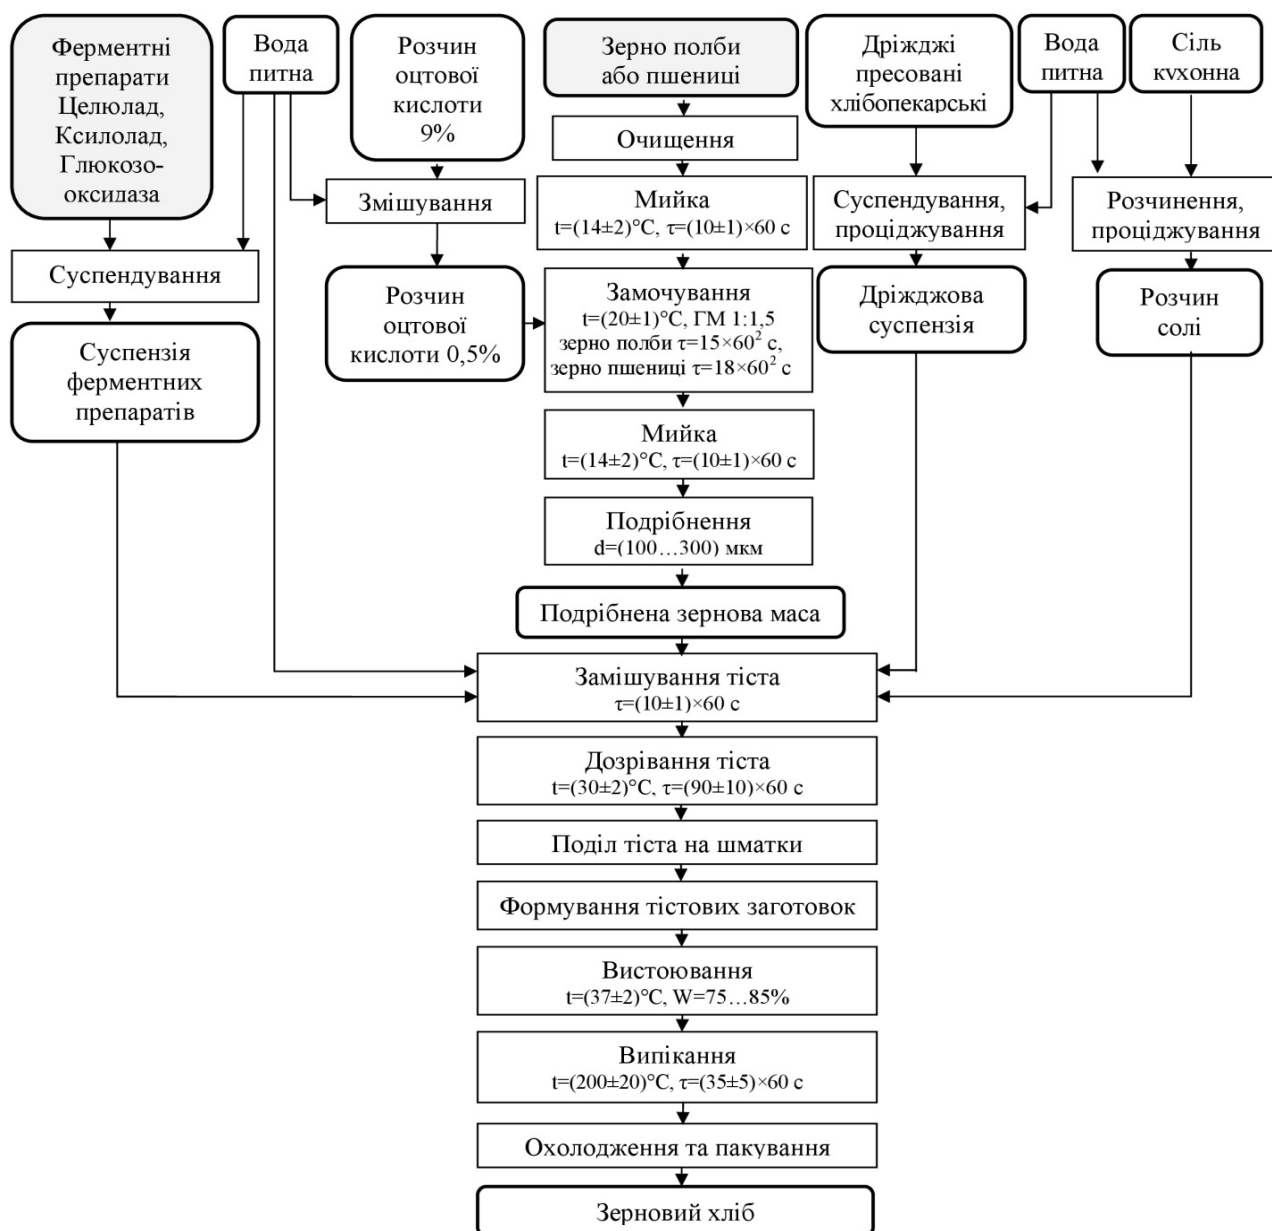 Ферментні
препарати
Целюлад,
Ксилолад,
Глюкозо-
оксидаза
Вода
питна
Розчин
оцтової
кислоти
9%
Зерно полби
або пшениці
Дріжджі
пресовані
хлібопекарські
Вода
питна
Сіль
кухонна
Очищення
Змішування
Мийка
t=(14±2)°C, τ=(10±1)×60 с
Суспендування,
проціджування
Розчинення,
проціджування
Суспендування
Розчин
оцтової
кислоти 0,5%
Замочування
t=(20±1)°C, ГМ 1:1,5
зерно полби τ=15×60² с,
зерно пшениці τ=18×60² с
Дріжджова
суспензія
Розчин
солі
Суспензія
ферментних
препаратів
Мийка
t=(14±2)°C, τ=(10±1)×60 с
Подрібнення
d=(100…300) мкм
Подрібнена зернова маса
Замішування тіста
τ=(10±1)×60 с
Дозрівання тіста
t=(30±2)°C, τ=(90±10)×60 с
Поділ тіста на шматки
Формування тістових заготовок
Вистоювання
t=(37±2)°C, W=75…85%
Випікання
t=(200±20)°C, τ=(35±5)×60 с
Охолодження та пакування
Зерновий хліб